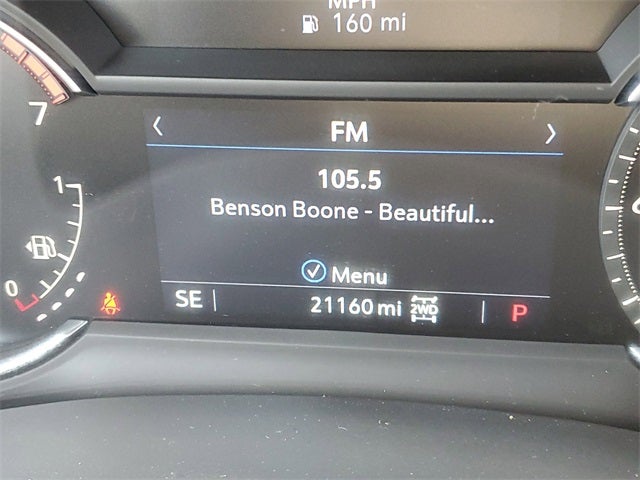 MPH
160 mi
7
FM
105.5
Benson Boone - Beautiful...
1
0
Menu
SE
21160 mi 2WD
P